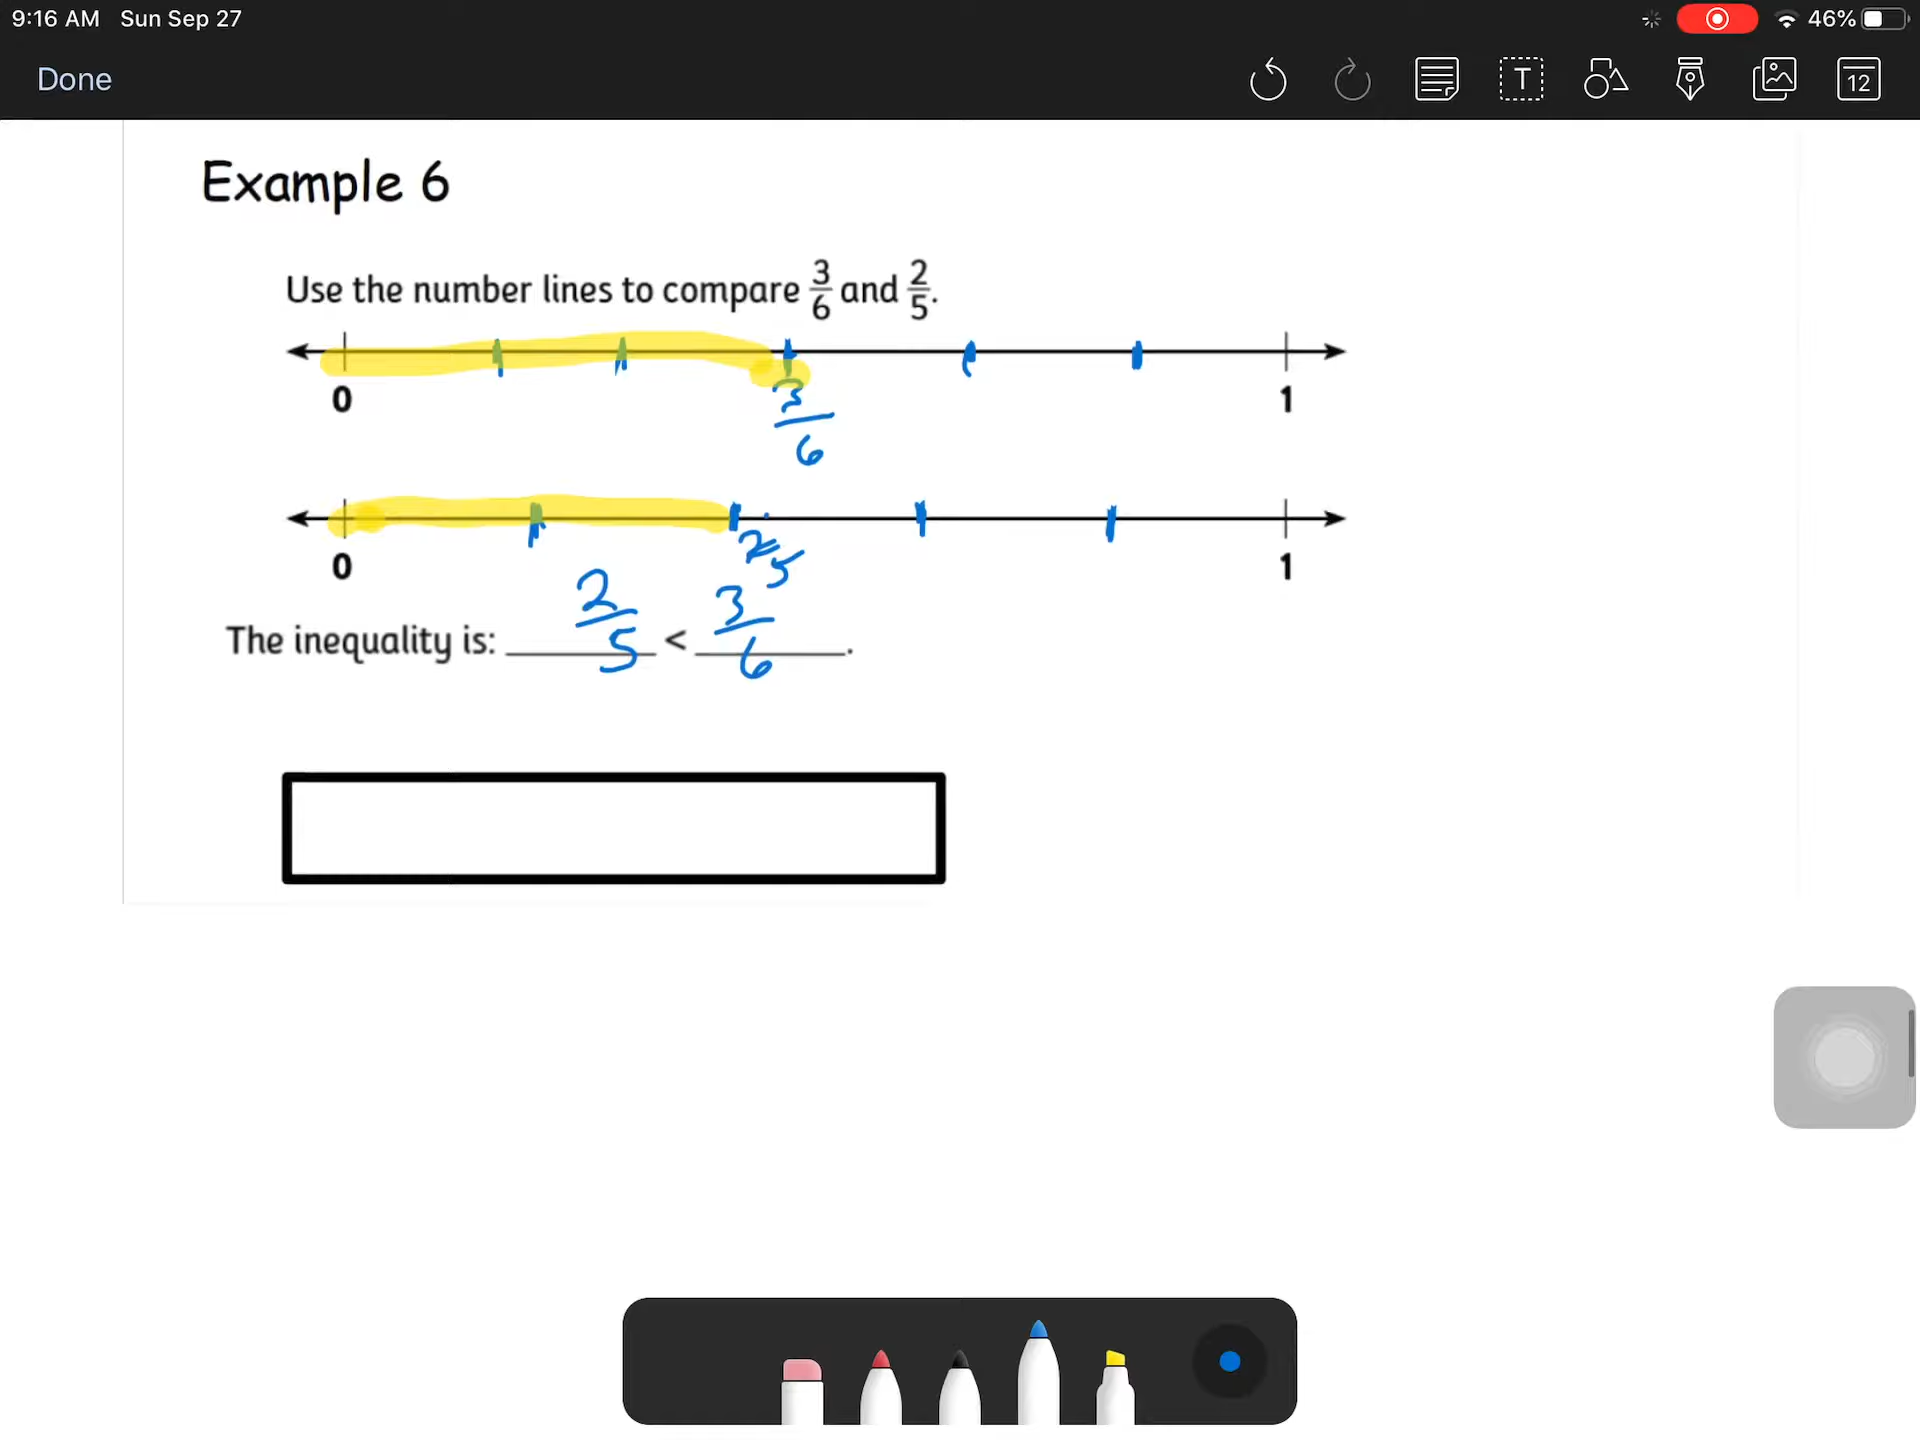 9:16 AM Sun Sep 27
46%
Done
T
12
Example 6
Use the number lines to compare 3/6 and 2/5.
0 1
3/6
0 1
2/5
The inequality is: 2/5 < 3/6.